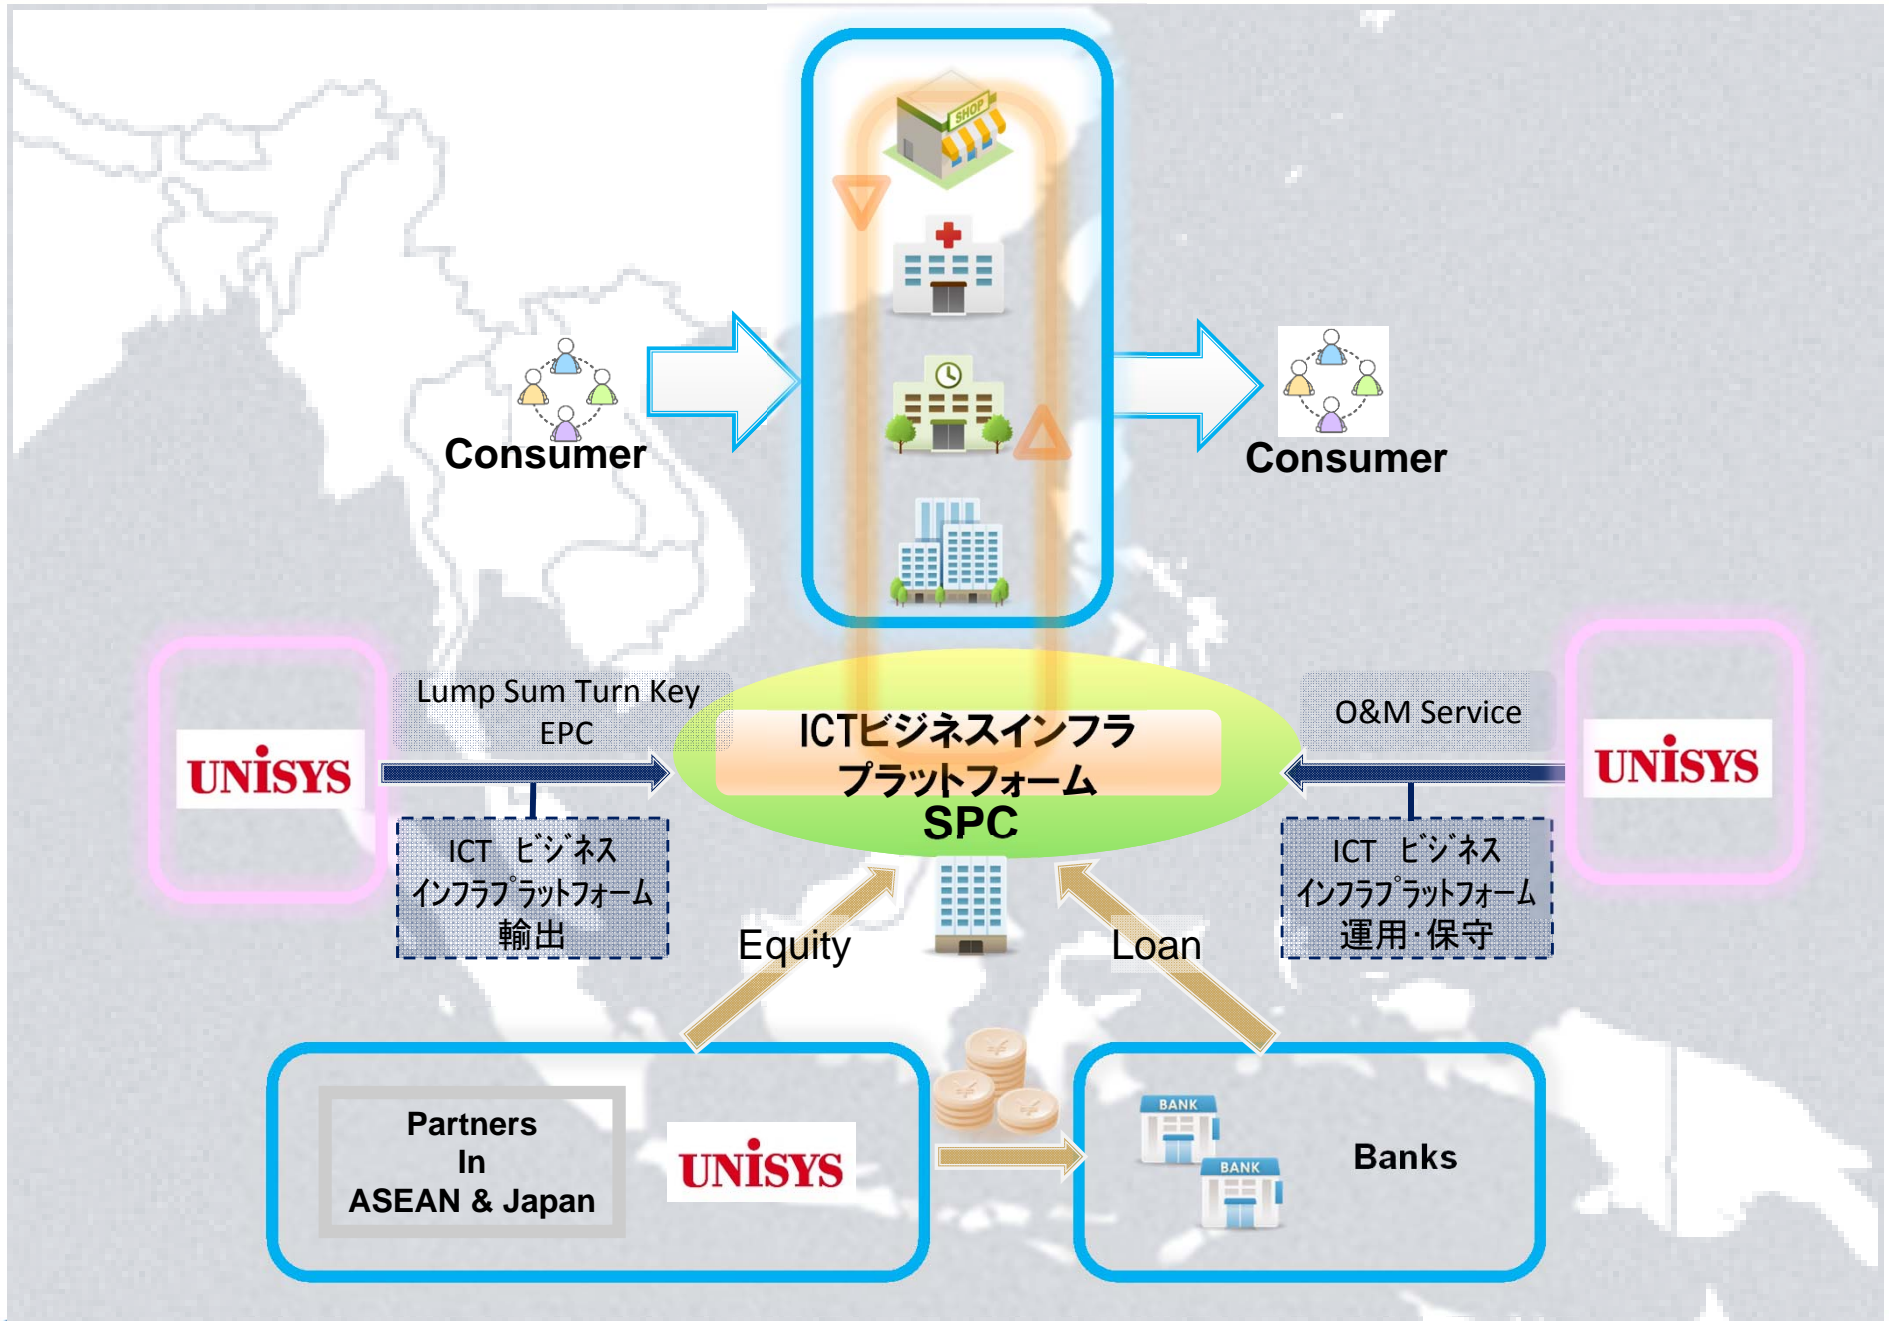 SHOP
Consumer
Consumer
Lump Sum Turn Key
EPC
O&M Service
UNiSYS
ICTビジネスインフラ
プラットフォーム
SPC
UNiSYS
ICT ﾋﾞｼﾞﾈｽ
ｲﾝﾌﾗﾌﾟﾗｯﾄﾌｫｰﾑ
輸出
ICT ﾋﾞｼﾞﾈｽ
ｲﾝﾌﾗﾌﾟﾗｯﾄﾌｫｰﾑ
運用･保守
Equity
Loan
Partners
In
ASEAN & Japan
UNiSYS
¥
¥
¥
BANK
BANK
Banks